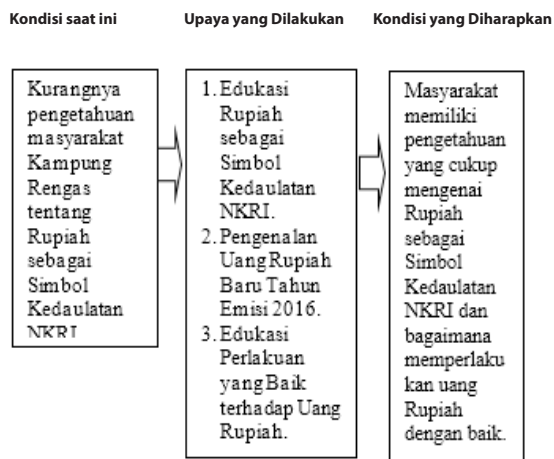 Kondisi saat ini
Upaya yang Dilakukan
Kondisi yang Diharapkan
Kurangnya
pengetahuan
masyarakat
Kampung
Rengas
tentang
Rupiah
sebagai
Simbol
Kedaulatan
NKRI
1. Edukasi
Rupiah
sebagai
Simbol
Kedaulatan
NKRI.
2. Pengenalan
Uang Rupiah
Baru Tahun
Emisi 2016.
3. Edukasi
Perlakuan
yang Baik
terhadap Uang
Rupiah.
Masyarakat
memiliki
pengetahuan
yang cukup
mengenai
Rupiah
sebagai
Simbol
Kedaulatan
NKRI dan
bagaimana
memperlaku
kan uang
Rupiah
dengan baik.